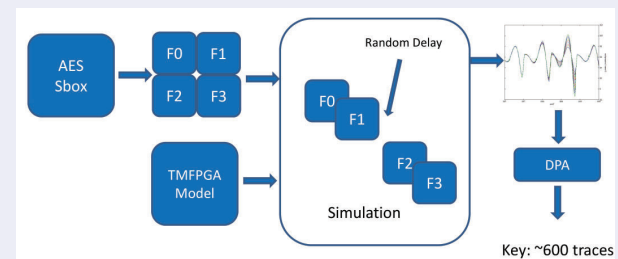 AES
Sbox
F0 F1
F2 F3
TMFPGA
Model
Random Delay
F0
F1
F2
F3
Simulation
DPA
Key: ~600 traces